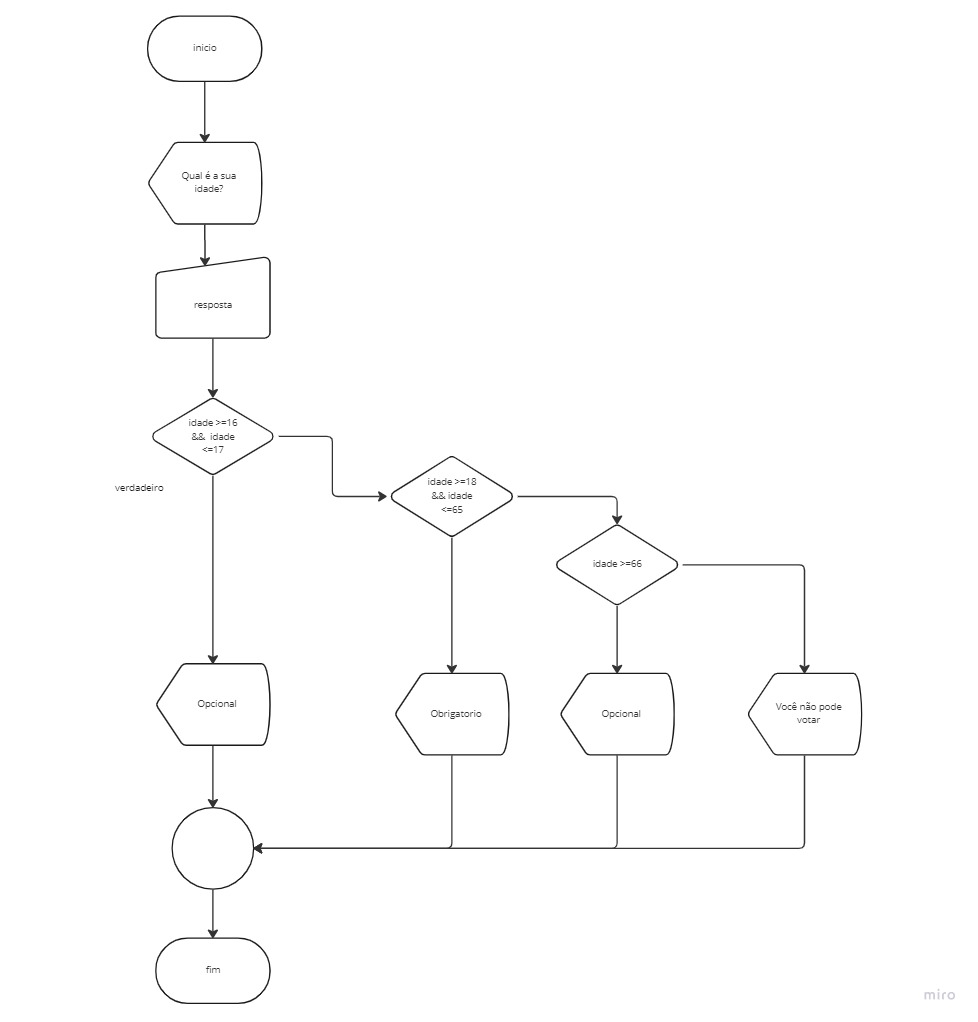 inicio
Qual é a sua
idade?
resposta
idade >=16
&& idade
<=17
verdadeiro
idade >=18
&& idade
<=65
idade >=66
Opcional
Obrigatorio
Opcional
Você não pode
votar
fim
miro